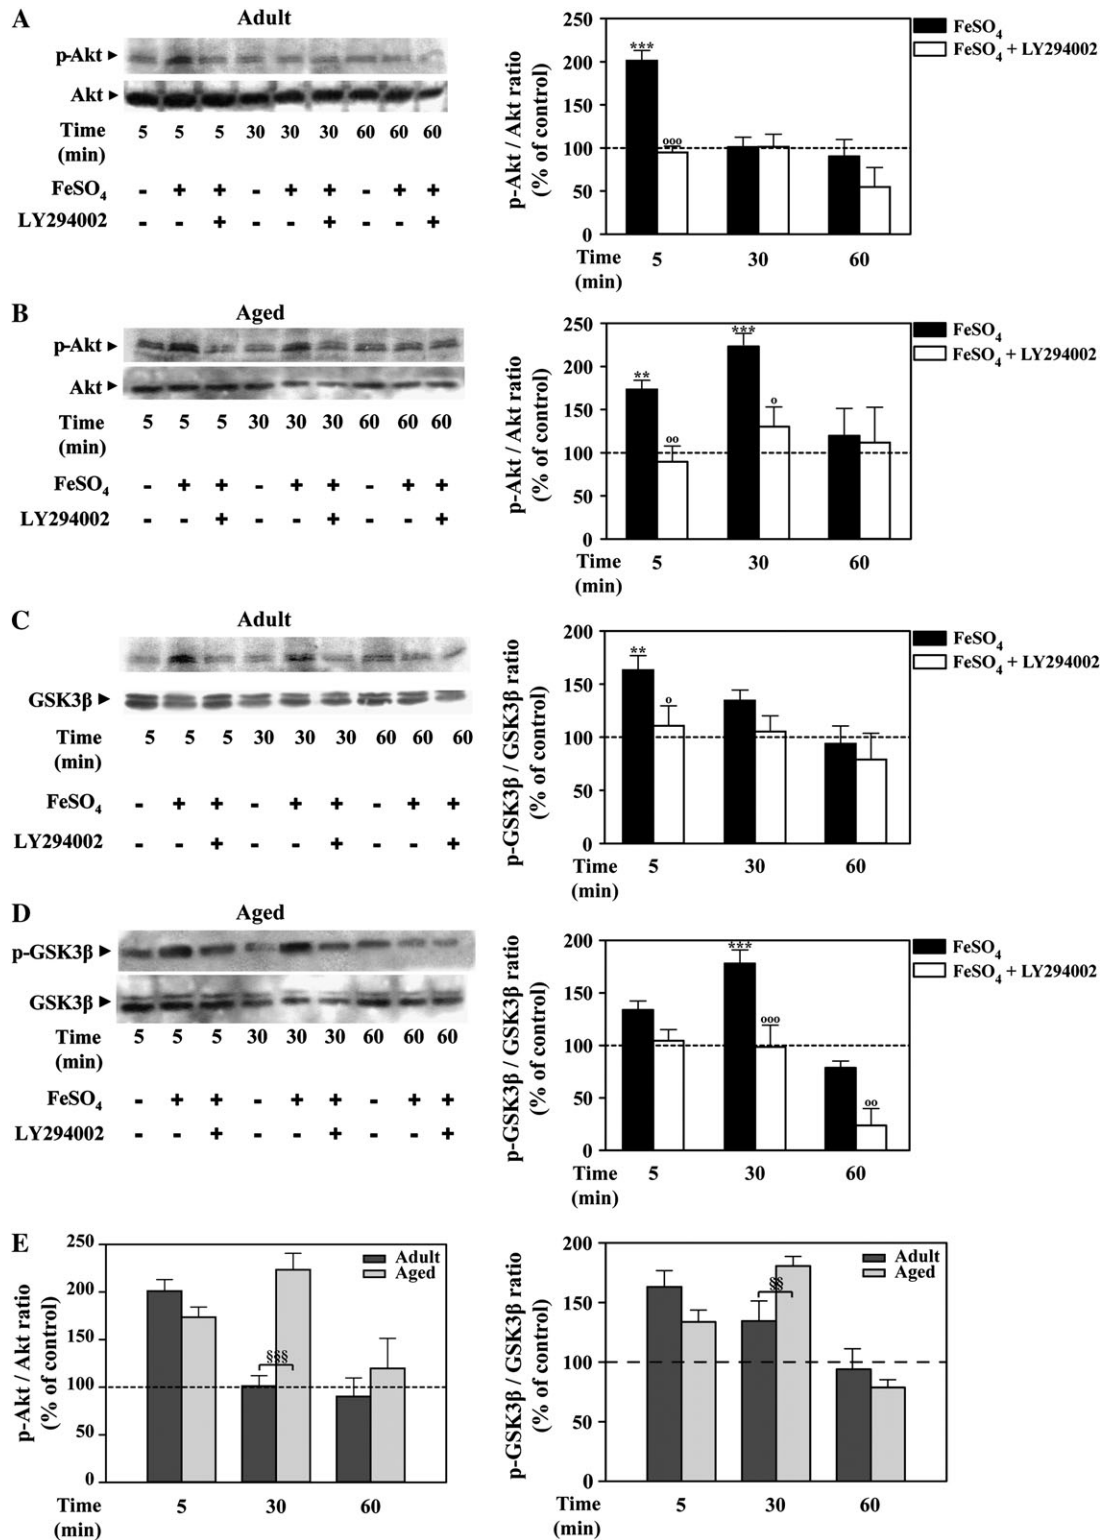 A
Adult
p-Akt
Akt
Time 5 5 5 30 30 30 60 60 60
(min)
FeSO4 - + + - + + - + +
LY294002 - - + - - + - - +
p-Akt / Akt ratio
(% of control)
250
200
150
100
50
0
***
ooo
Time 5 30 60
(min)
FeSO4
FeSO4 + LY294002
B
Aged
p-Akt
Akt
Time 5 5 5 30 30 30 60 60 60
(min)
FeSO4 - + + - + + - + +
LY294002 - - + - - + - - +
p-Akt / Akt ratio
(% of control)
250
200
150
100
50
0
**
oo
***
o
Time 5 30 60
(min)
FeSO4
FeSO4 + LY294002
C
Adult
GSK3β
Time 5 5 5 30 30 30 60 60 60
(min)
FeSO4 - + + - + + - + +
LY294002 - - + - - + - - +
p-GSK3β / GSK3β ratio
(% of control)
200
150
100
50
0
**
o
Time 5 30 60
(min)
FeSO4
FeSO4 + LY294002
D
Aged
p-GSK3β
GSK3β
Time 5 5 5 30 30 30 60 60 60
(min)
FeSO4 - + + - + + - + +
LY294002 - - + - - + - - +
p-GSK3β / GSK3β ratio
(% of control)
200
150
100
50
0
***
ooo
oo
Time 5 30 60
(min)
FeSO4
FeSO4 + LY294002
E
p-Akt / Akt ratio
(% of control)
250
200
150
100
50
0
§§§
Adult
Aged
Time 5 30 60
(min)
p-GSK3β / GSK3β ratio
(% of control)
200
150
100
50
0
§§
Adult
Aged
Time 5 30 60
(min)